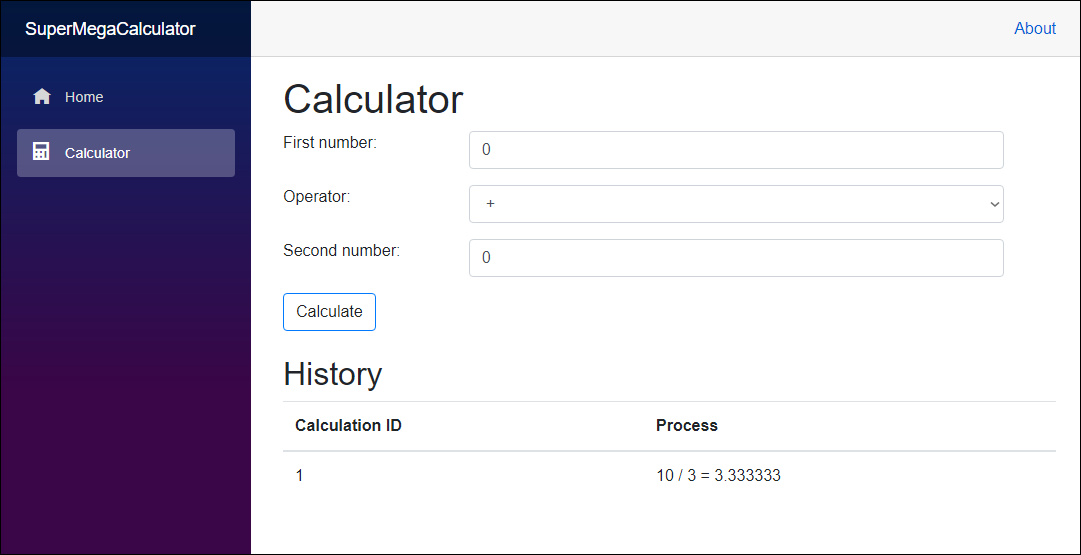 SuperMegaCalculator
About
Home
Calculator
Calculator
First number:
0
Operator:
+
Second number:
0
Calculate
History
Calculation ID Process
1 10 / 3 = 3.333333